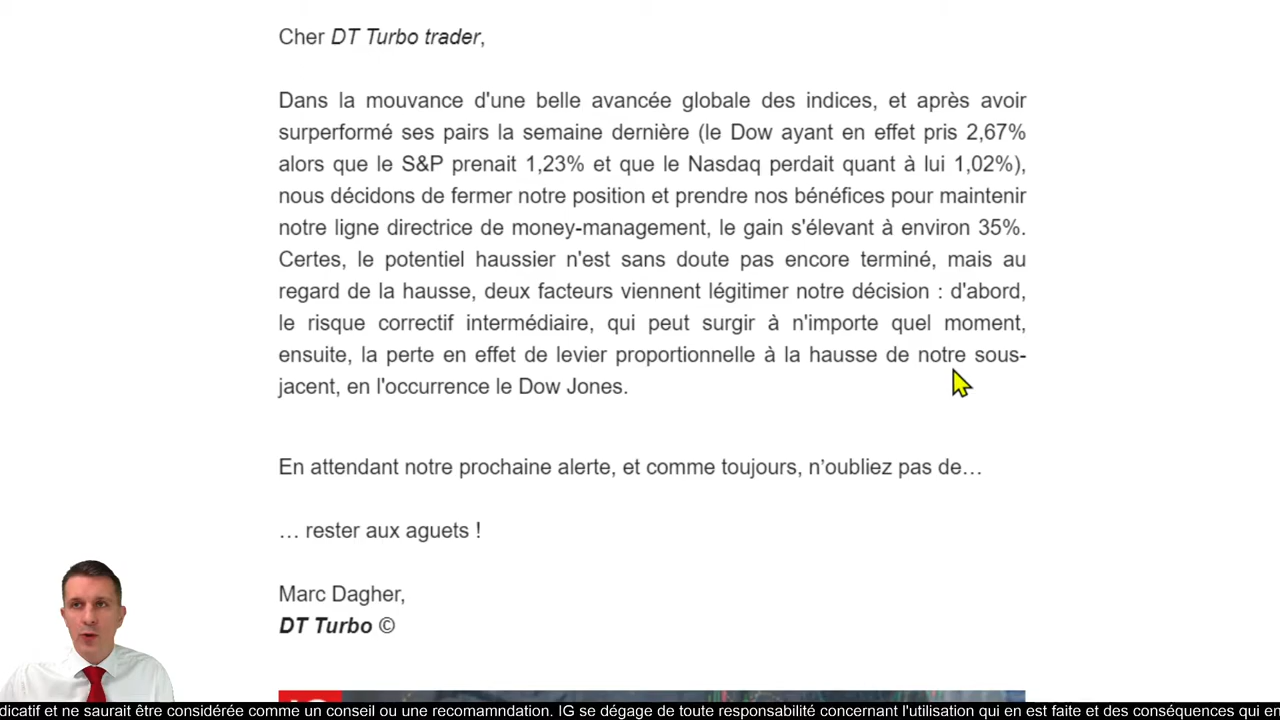 Cher DT Turbo trader,
Dans la mouvance d'une belle avancée globale des indices, et après avoir
surperformé ses pairs la semaine dernière (le Dow ayant en effet pris 2,67%
alors que le S&P prenait 1,23% et que le Nasdaq perdait quant à lui 1,02%),
nous décidons de fermer notre position et prendre nos bénéfices pour maintenir
notre ligne directrice de money-management, le gain s'élevant à environ 35%.
Certes, le potentiel haussier n'est sans doute pas encore terminé, mais au
regard de la hausse, deux facteurs viennent légitimer notre décision : d'abord,
le risque correctif intermédiaire, qui peut surgir à n'importe quel moment,
ensuite, la perte en effet de levier proportionnelle à la hausse de notre sous-
jacent, en l'occurrence le Dow Jones.
En attendant notre prochaine alerte, et comme toujours, n’oubliez pas de…
… rester aux aguets !
Marc Dagher,
DT Turbo ©
dicatif et ne saurait être considérée comme un conseil ou une recomamndation. IG se dégage de toute responsabilité concernant l'utilisation qui en est faite et des conséquences qui en